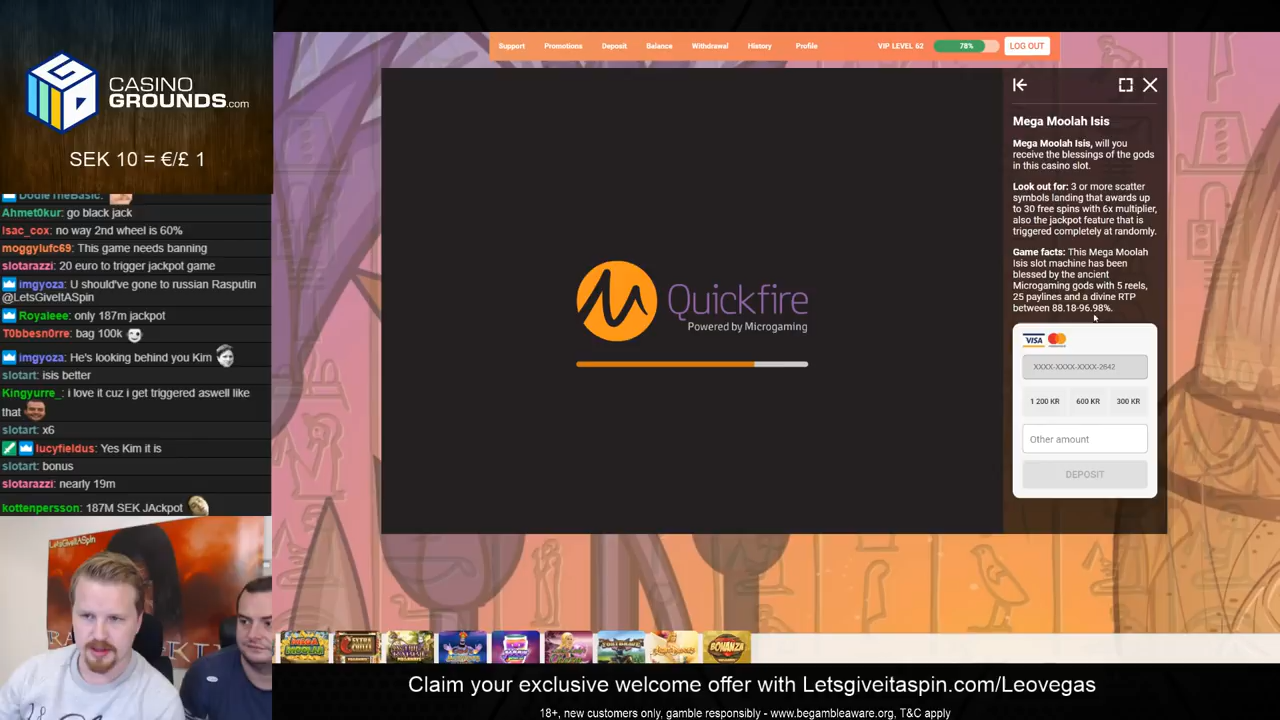 CASINO
GROUNDS.com
SEK 10 = €/£ 1
DodieTheBasic:
Ahmet0kur: go black jack
Isac_cox: no way 2nd wheel is 60%
moggylufc69: This game needs banning
slotarazzi: 20 euro to trigger jackpot game
imgyoza: U should've gone to russian Rasputin
@LetsGiveItASpin
Royaleee: only 187m jackpot
T0bbesn0rre: bag 100k
imgyoza: He's looking behind you Kim
slotart: isis better
Kingyurre_: i love it cuz i get triggered aswell like
that
slotart: x6
lucyfieldus: Yes Kim it is
slotart: bonus
slotarazzi: nearly 19m
kottenpersson: 187M SEK JAckpot
LetsGiveItASpin
Support Promotions Deposit Balance Withdrawal History Profile VIP LEVEL 62 78% LOG OUT
Quickfire
Powered by Microgaming
Mega Moolah Isis
Mega Moolah Isis, will you
receive the blessings of the gods
in this casino slot.
Look out for: 3 or more scatter
symbols landing that awards up
to 30 free spins with 6x multiplier,
also the jackpot feature that is
triggered completely at randomly.
Game facts: This Mega Moolah
Isis slot machine has been
blessed by the ancient
Microgaming gods with 5 reels,
25 paylines and a divine RTP
between 88.18-96.98%.
VISA
XXXX-XXXX-XXXX-2642
1 200 KR 600 KR 300 KR
Other amount
DEPOSIT
BONANZA
Claim your exclusive welcome offer with Letsgiveitaspin.com/Leovegas
18+, new customers only, gamble responsibly - www.begambleaware.org, T&C apply